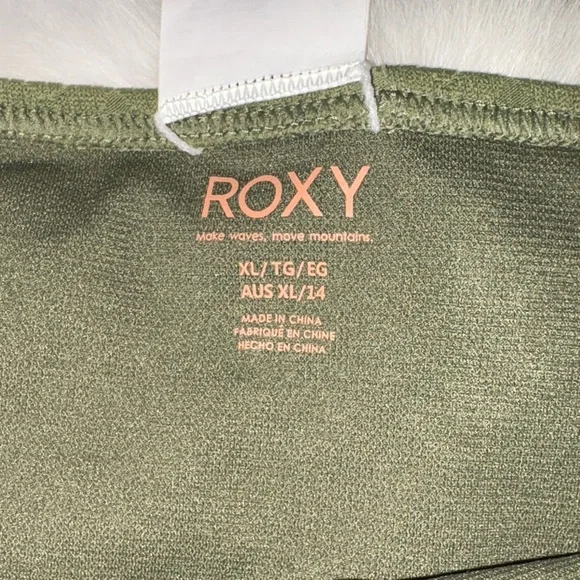 ROXY
Make waves, move mountains.
XL/TG/EG
AUS XL/14
MADE IN CHINA
FABRIQUÉ EN CHINE
HECHO EN CHINA